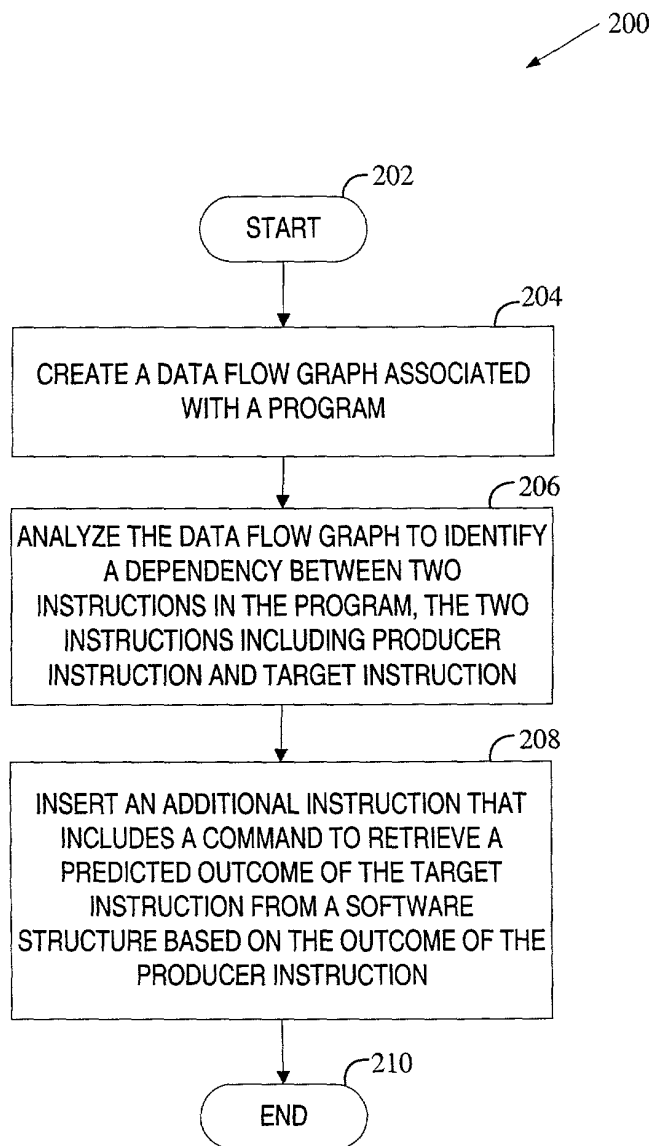 200
202
START
204
CREATE A DATA FLOW GRAPH ASSOCIATED
WITH A PROGRAM
206
ANALYZE THE DATA FLOW GRAPH TO IDENTIFY
A DEPENDENCY BETWEEN TWO
INSTRUCTIONS IN THE PROGRAM, THE TWO
INSTRUCTIONS INCLUDING PRODUCER
INSTRUCTION AND TARGET INSTRUCTION
208
INSERT AN ADDITIONAL INSTRUCTION THAT
INCLUDES A COMMAND TO RETRIEVE A
PREDICTED OUTCOME OF THE TARGET
INSTRUCTION FROM A SOFTWARE
STRUCTURE BASED ON THE OUTCOME OF THE
PRODUCER INSTRUCTION
210
END